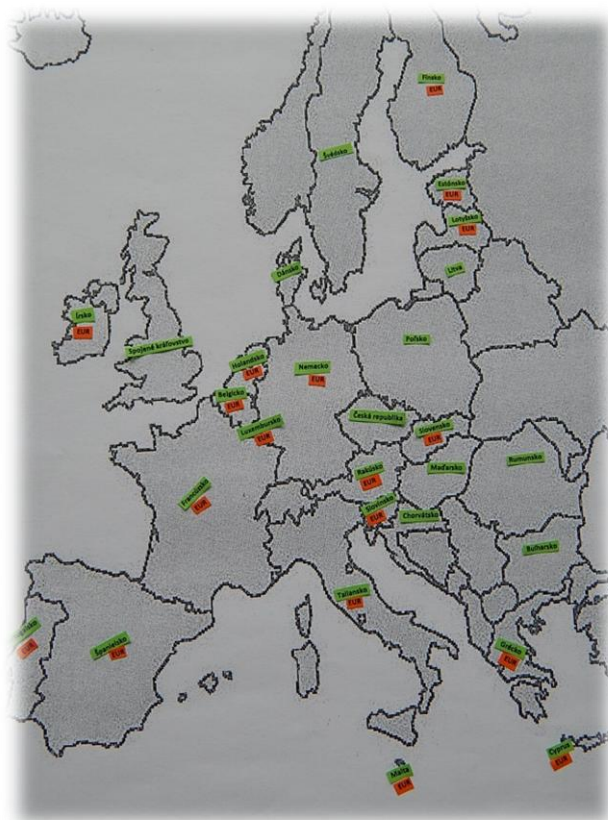 Fínsko
EUR
Švédsko
Estónsko
EUR
Lotyšsko
EUR
Litva
Dánsko
Írsko
EUR
Spojené kráľovstvo
Holandsko
EUR
Nemecko
EUR
Poľsko
Belgicko
EUR
Luxembursko
EUR
Česká republika
Slovensko
EUR
Rakúsko
EUR
Maďarsko
Rumunsko
Francúzsko
EUR
Slovinsko
EUR
Chorvátsko
Bulharsko
Taliansko
EUR
EUR
Španielsko
EUR
Grécko
EUR
Cyprus
EUR
Malta
EUR